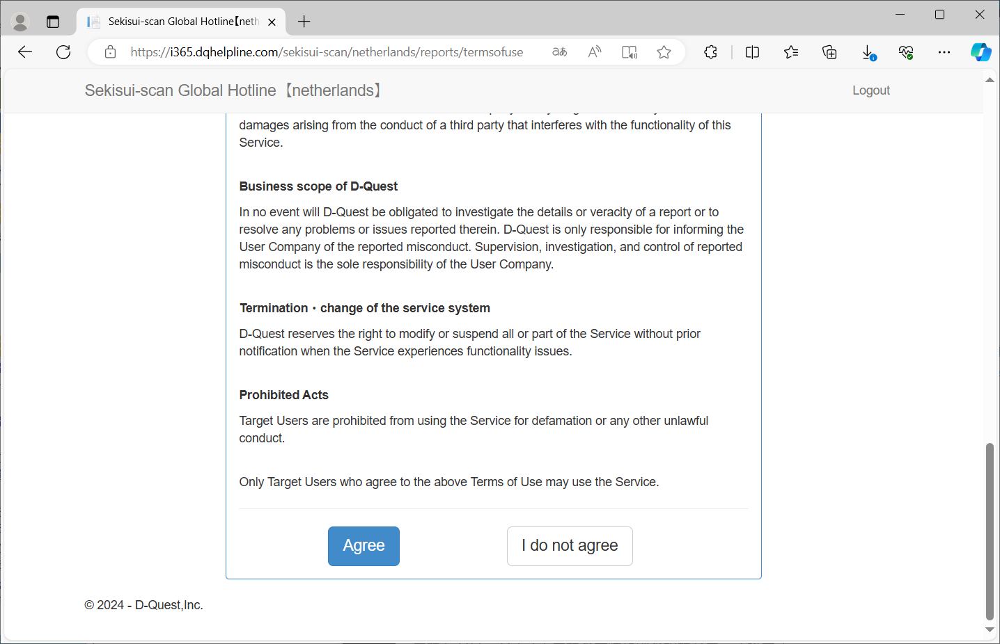 Sekisui-scan Global Hotline【neth
https://i365.dqhelpline.com/sekisui-scan/netherlands/reports/termsofuse
Sekisui-scan Global Hotline【netherlands】
Logout
damages arising from the conduct of a third party that interferes with the functionality of this
Service.
Business scope of D-Quest
In no event will D-Quest be obligated to investigate the details or veracity of a report or to
resolve any problems or issues reported therein. D-Quest is only responsible for informing the
User Company of the reported misconduct. Supervision, investigation, and control of reported
misconduct is the sole responsibility of the User Company.
Termination・change of the service system
D-Quest reserves the right to modify or suspend all or part of the Service without prior
notification when the Service experiences functionality issues.
Prohibited Acts
Target Users are prohibited from using the Service for defamation or any other unlawful
conduct.
Only Target Users who agree to the above Terms of Use may use the Service.
Agree
I do not agree
© 2024 - D-Quest,Inc.